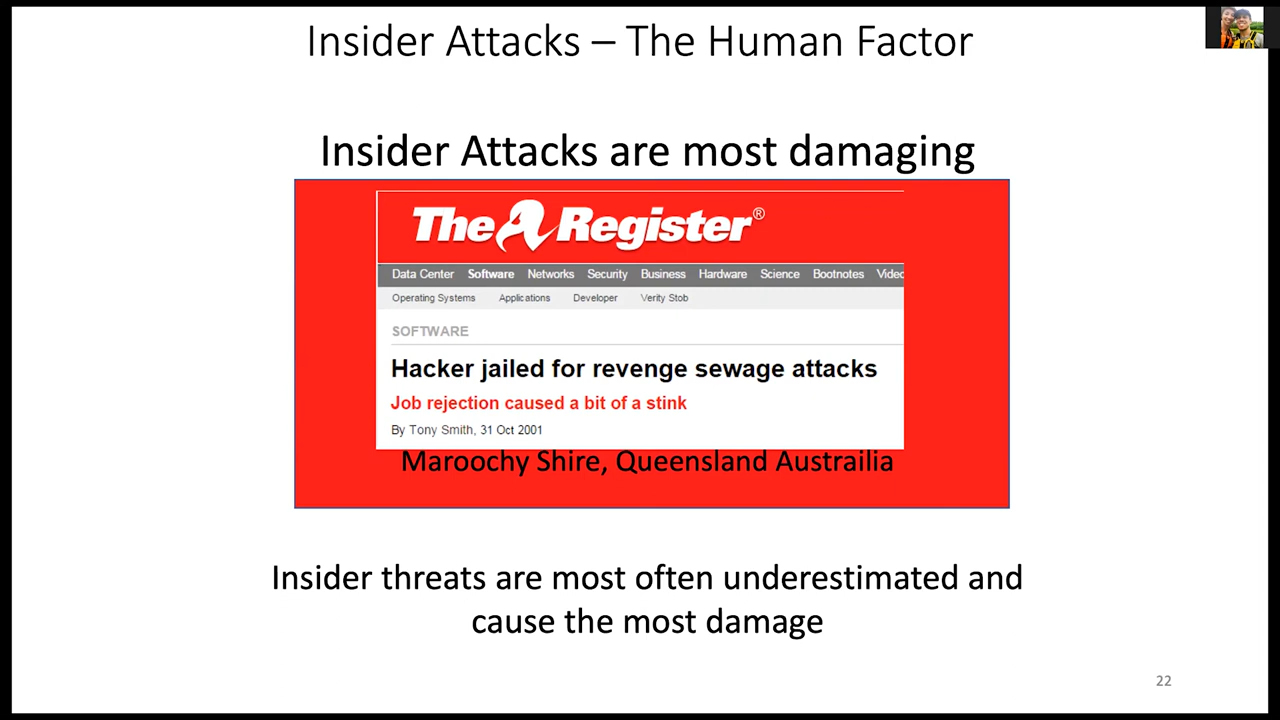 Insider Attacks – The Human Factor
Insider Attacks are most damaging
The Register®
Data Center Software Networks Security Business Hardware Science Bootnotes Video
Operating Systems Applications Developer Verity Stob
SOFTWARE
Hacker jailed for revenge sewage attacks
Job rejection caused a bit of a stink
By Tony Smith, 31 Oct 2001
Maroochy Shire, Queensland Austrailia
Insider threats are most often underestimated and
cause the most damage
22